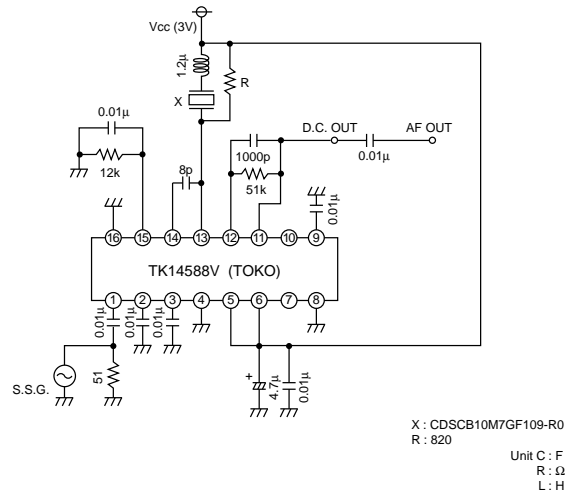 Vcc (3V)
1.2µ
R
X
0.01µ
12k
8p
1000p
51k
D.C. OUT
AF OUT
0.01µ
0.01µ
16 15 14 13 12 11 10 9
TK14588V (TOKO)
1 2 3 4 5 6 7 8
0.01µ
0.01µ
0.01µ
S.S.G.
51
+
4.7µ
0.01µ
X : CDSCB10M7GF109-R0
R : 820
Unit C : F
R : Ω
L : H